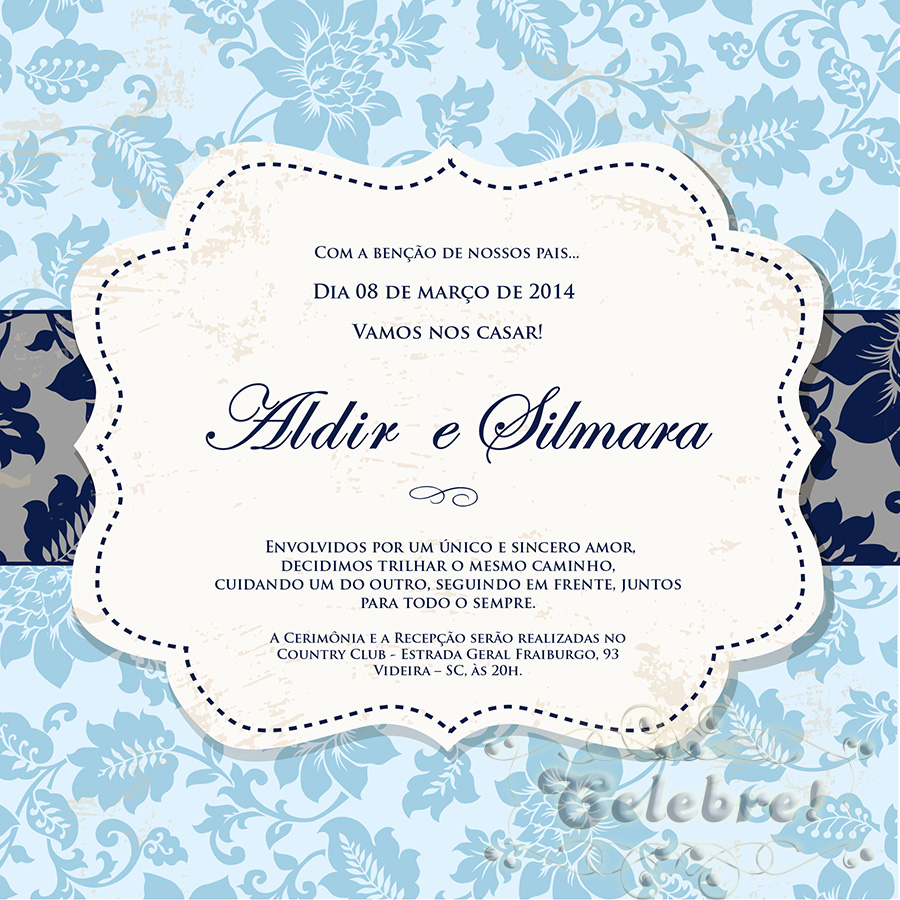 Com a benção de nossos pais...
Dia 08 de março de 2014
Vamos nos casar!
Aldir e Silmara
Envolvidos por um único e sincero amor,
decidimos trilhar o mesmo caminho,
cuidando um do outro, seguindo em frente, juntos
para todo o sempre.
A Cerimônia e a Recepção serão realizadas no
Country Club - Estrada Geral Fraiburgo, 93
Videira – SC, às 20h.
Celebre!